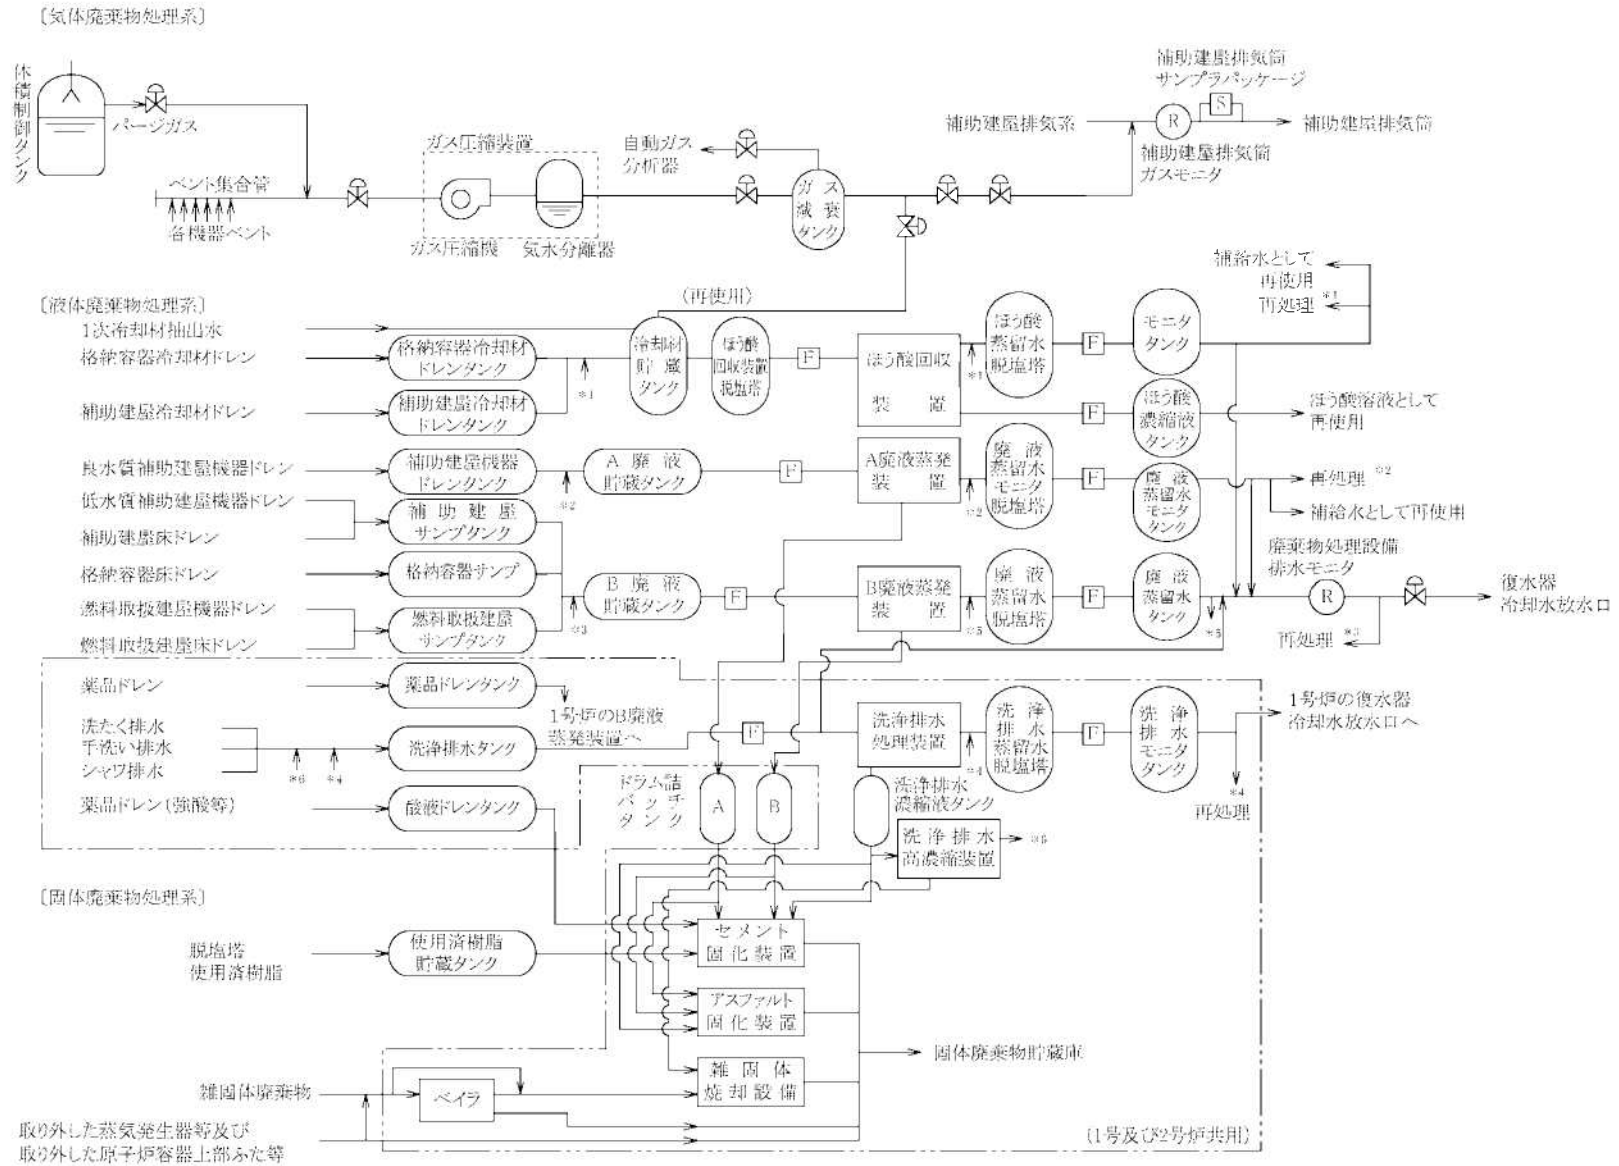 〔気体廃棄物処理系〕
体積制御タンク
パージガス
ベント集合管
各機器ベント
ガス圧縮装置
ガス圧縮機
気水分離器
自動ガス
分析器
ガス
減衰
タンク
補助建屋排気筒
サンプラパッケージ
補助建屋排気系
R
S
補助建屋排気筒
補助建屋排気筒
ガスモニタ
〔液体廃棄物処理系〕
(再使用)
1次冷却材抽出水
格納容器冷却材ドレン
格納容器冷却材
ドレンタンク
補助建屋冷却材ドレン
補助建屋冷却材
ドレンタンク
*1
冷却材
貯蔵
タンク
ほう酸
回収装置
脱塩塔
F
ほう酸回収
装置
*1
ほう酸
蒸留水
脱塩塔
F
モニタ
タンク
補給水として
再使用
再処理 *1
F
ほう酸
濃縮液
タンク
ほう酸溶液として
再使用
良水質補助建屋機器ドレン
補助建屋機器
ドレンタンク
*2
A廃液
貯蔵タンク
F
A廃液蒸発
装置
*2
廃液
蒸留水
モニタ
脱塩塔
F
廃液
蒸留水
モニタ
タンク
再処理 *2
補給水として再使用
低水質補助建屋機器ドレン
補助建屋床ドレン
補助建屋
サンプタンク
格納容器床ドレン
格納容器サンプ
燃料取扱建屋機器ドレン
燃料取扱建屋床ドレン
燃料取扱建屋
サンプタンク
*3
B廃液
貯蔵タンク
F
B廃液蒸発
装置
*5
廃液
蒸留水
脱塩塔
F
廃液
蒸留水
タンク
*5
廃棄物処理設備
排水モニタ
R
再処理 *3
復水器
冷却水放水口
薬品ドレン
薬品ドレンタンク
1号炉のB廃液
蒸発装置へ
洗たく排水
手洗い排水
シャワ排水
*6
*4
洗浄排水タンク
F
洗浄排水
処理装置
*4
洗浄
排水
蒸留水
脱塩塔
F
洗浄
排水
モニタ
タンク
1号炉の復水器
冷却水放水口へ
*4
再処理
薬品ドレン(強酸等)
酸液ドレンタンク
ドラム詰
バッチ
タンク
A
B
洗浄排水
濃縮液タンク
洗浄排水
高濃縮装置
*6
〔固体廃棄物処理系〕
脱塩塔
使用済樹脂
使用済樹脂
貯蔵タンク
セメント
固化装置
アスファルト
固化装置
雑固体
焼却設備
固体廃棄物貯蔵庫
雑固体廃棄物
ベイラ
取り外した蒸気発生器等及び
取り外した原子炉容器上部ふた等
(1号及び2号炉共用)